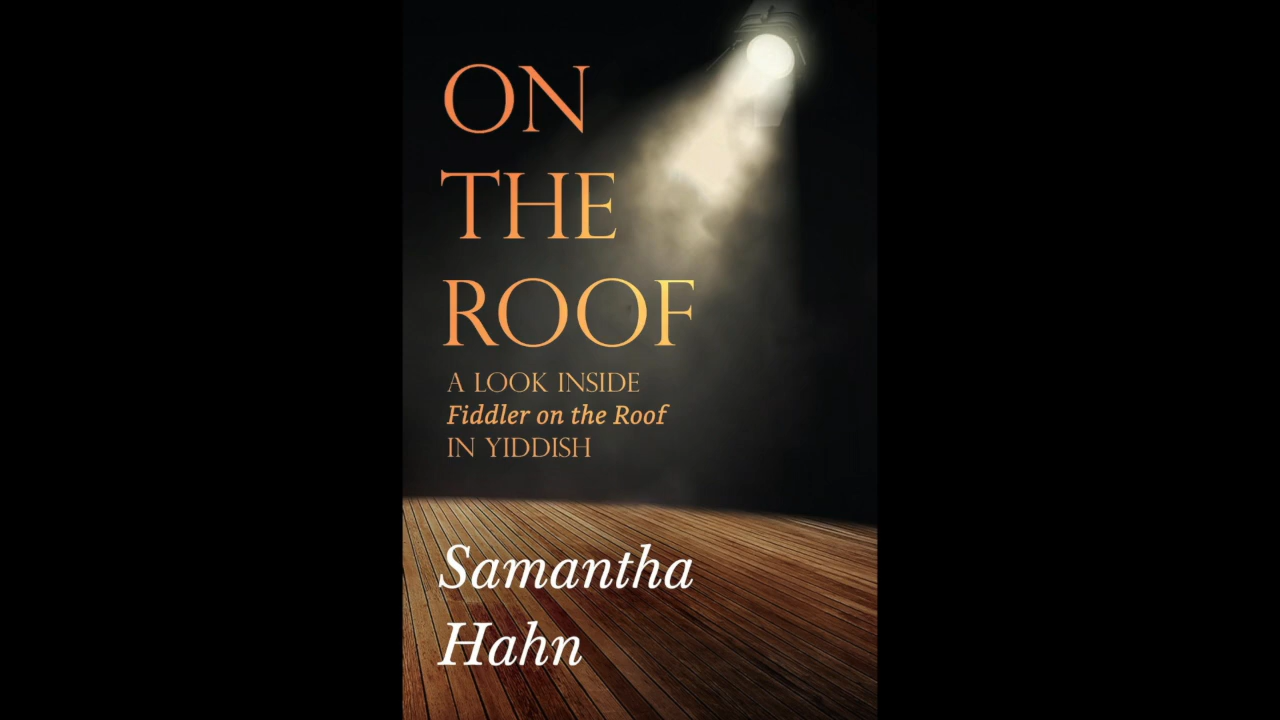 ON
THE
ROOF
A LOOK INSIDE
Fiddler on the Roof
IN YIDDISH
Samantha
Hahn